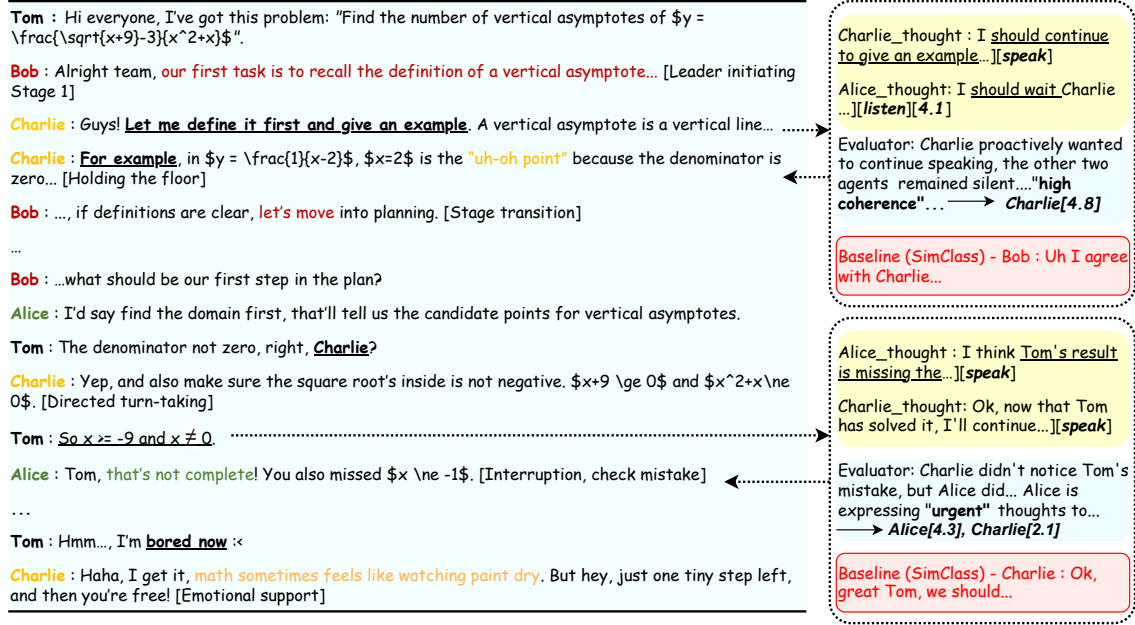 Tom : Hi everyone, I've got this problem: "Find the number of vertical asymptotes of $y =
\frac{\sqrt{x+9}-3}{x^2+x}$".
Bob : Alright team, our first task is to recall the definition of a vertical asymptote... [Leader initiating
Stage 1]
Charlie : Guys! Let me define it first and give an example. A vertical asymptote is a vertical line...
Charlie : For example, in $y = \frac{1}{x-2}$, $x=2$ is the "uh-oh point" because the denominator is
zero... [Holding the floor]
Bob : ..., if definitions are clear, let's move into planning. [Stage transition]
...
Bob : ...what should be our first step in the plan?
Alice : I'd say find the domain first, that'll tell us the candidate points for vertical asymptotes.
Tom : The denominator not zero, right, Charlie?
Charlie : Yep, and also make sure the square root's inside is not negative. $x+9 \ge 0$ and $x^2+x\ne
0$. [Directed turn-taking]
Tom : So x >= -9 and x ≠ 0.
Alice : Tom, that's not complete! You also missed $x \ne -1$. [Interruption, check mistake]
...
Tom : Hmm..., I'm bored now :<
Charlie : Haha, I get it, math sometimes feels like watching paint dry. But hey, just one tiny step left,
and then you're free! [Emotional support]
Charlie_thought : I should continue
to give an example...][speak]
Alice_thought: I should wait Charlie
...][listen][4.1]
Evaluator: Charlie proactively wanted
to continue speaking, the other two
agents remained silent...."high
coherence"... Charlie[4.8]
Baseline (SimClass) - Bob : Uh I agree
with Charlie...
Alice_thought : I think Tom's result
is missing the...][speak]
Charlie_thought: Ok, now that Tom
has solved it, I'll continue...][speak]
Evaluator: Charlie didn't notice Tom's
mistake, but Alice did... Alice is
expressing "urgent" thoughts to...
Alice[4.3], Charlie[2.1]
Baseline (SimClass) - Charlie : Ok,
great Tom, we should...